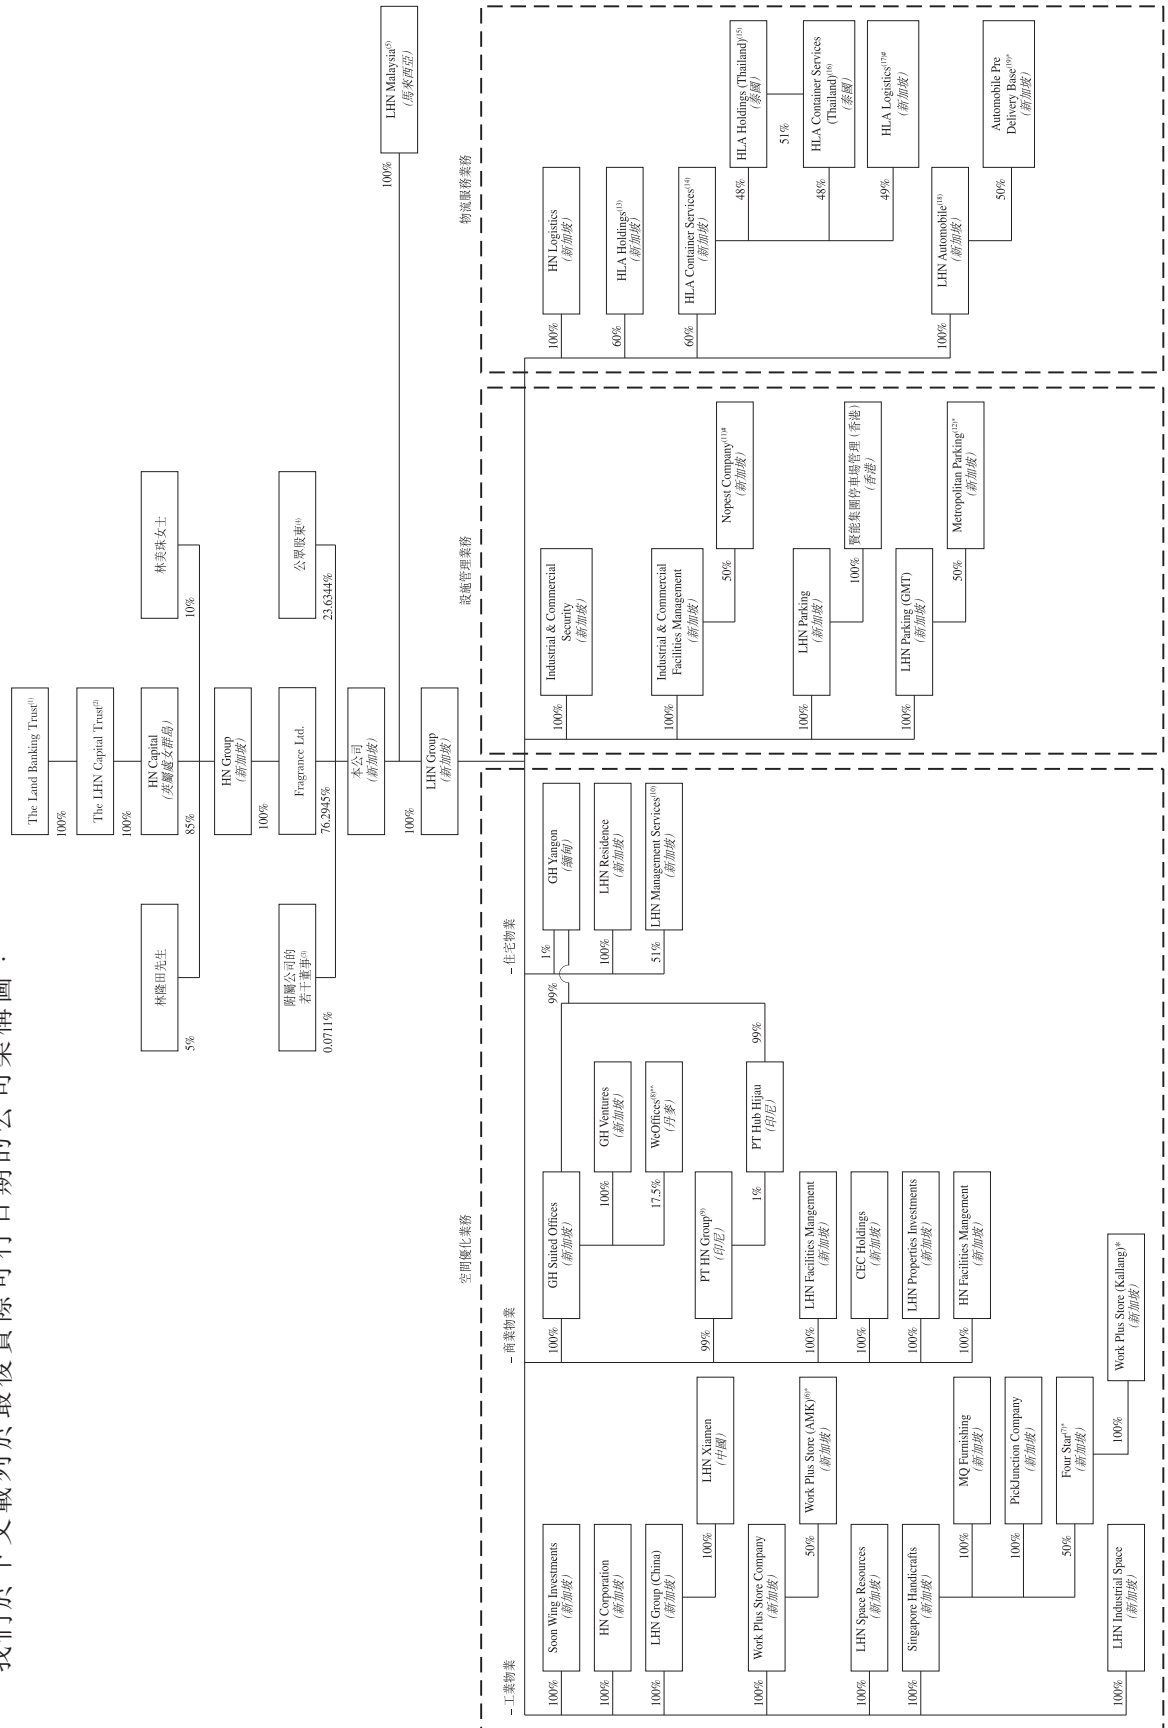 我們於下文載列於最後實際可行日期的公司架構圖：
The Land Banking Trust(1)
100%
The LHN Capital Trust(2)
100%
林隆田先生
HN Capital
(英屬處女群島)
林美珠女士
5%
85%
10%
HN Group
(新加坡)
100%
附屬公司的
若干董事(3)
Fragrance Ltd.
公眾股東(4)
0.0711%
76.2945%
23.6344%
本公司
(新加坡)
100%
LHN Malaysia(5)
(馬來西亞)
100%
LHN Group
(新加坡)
空間優化業務
– 工業物業
100%
Soon Wing Investments
(新加坡)
100%
HN Corporation
(新加坡)
100%
LHN Group (China)
(新加坡)
100%
LHN Xiamen
(中國)
100%
Work Plus Store Company
(新加坡)
50%
Work Plus Store (AMK)(6)*
(新加坡)
100%
LHN Space Resources
(新加坡)
100%
Singapore Handicrafts
(新加坡)
100%
MQ Furnishing
(新加坡)
100%
PickJunction Company
(新加坡)
50%
Four Star(7)*
(新加坡)
100%
Work Plus Store (Kallang)*
(新加坡)
100%
LHN Industrial Space
(新加坡)
– 商業物業
100%
GH Suited Offices
(新加坡)
100%
GH Ventures
(新加坡)
17.5%
WeOffices(8)*^
(丹麥)
99%
PT HN Group(9)
(印尼)
1%
PT Hub Hijau
(印尼)
99%
100%
LHN Facilities Mangement
(新加坡)
100%
CEC Holdings
(新加坡)
100%
LHN Properties Investments
(新加坡)
100%
HN Facilities Mangement
(新加坡)
– 住宅物業
99%
1%
GH Yangon
(緬甸)
100%
LHN Residence
(新加坡)
51%
LHN Management Services(10)
(新加坡)
設施管理業務
100%
Industrial & Commercial
Security
(新加坡)
100%
Industrial & Commercial
Facilities Management
(新加坡)
50%
Nopest Company(11)#
(新加坡)
100%
LHN Parking
(新加坡)
100%
賢能集團停車場管理 (香港)
(香港)
100%
LHN Parking (GMT)
(新加坡)
50%
Metropolitan Parking(12)*
(新加坡)
物流服務業務
100%
HN Logistics
(新加坡)
60%
HLA Holdings(13)
(新加坡)
60%
HLA Container Services(14)
(新加坡)
48%
HLA Holdings (Thailand)(15)
(泰國)
51%
48%
HLA Container Services
(Thailand)(16)
(泰國)
49%
HLA Logistics(17)#
(新加坡)
100%
LHN Automobile(18)
(新加坡)
50%
Automobile Pre
Delivery Base(19)*
(新加坡)